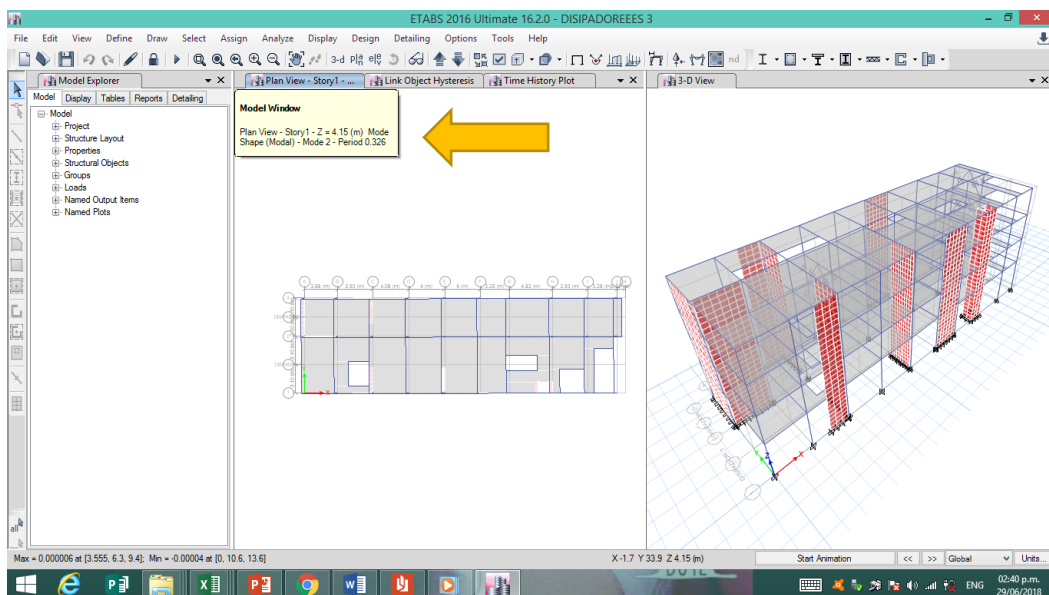 ETABS 2016 Ultimate 16.2.0 - DISIPADOREEES 3
File Edit View Define Draw Select Assign Analyze Display Design Detailing Options Tools Help
3-d
nd
Model Explorer
Plan View - Story1 - ...
Link Object Hysteresis
Time History Plot
3-D View
Model Display Tables Reports Detailing
Model
Project
Structure Layout
Properties
Structural Objects
Groups
Loads
Named Output Items
Named Plots
Model Window
Plan View - Story1 - Z = 4.15 (m) Mode
Shape (Modal) - Mode 2 - Period 0.326
X
X
Y
Z
all
Max = 0.000006 at [3.555, 6.3, 9.4]; Min = -0.00004 at [0, 10.6, 13.6]
X -1.7 Y 33.9 Z 4.15 (m)
Start Animation
<< >>
Global
Units...
ENG
02:40 p.m.
29/06/2018